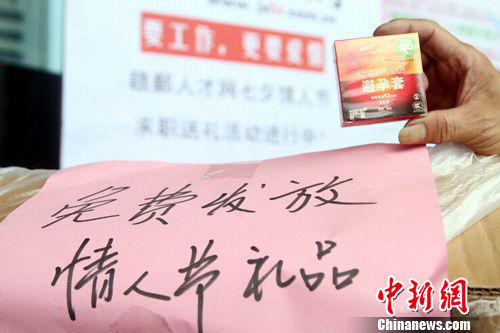 要工作，更要爱情
赣鄱人才网七夕情人节
求职送礼活动进行中！
避孕套
免费发放
情人节礼品
中新网
Chinanews.com